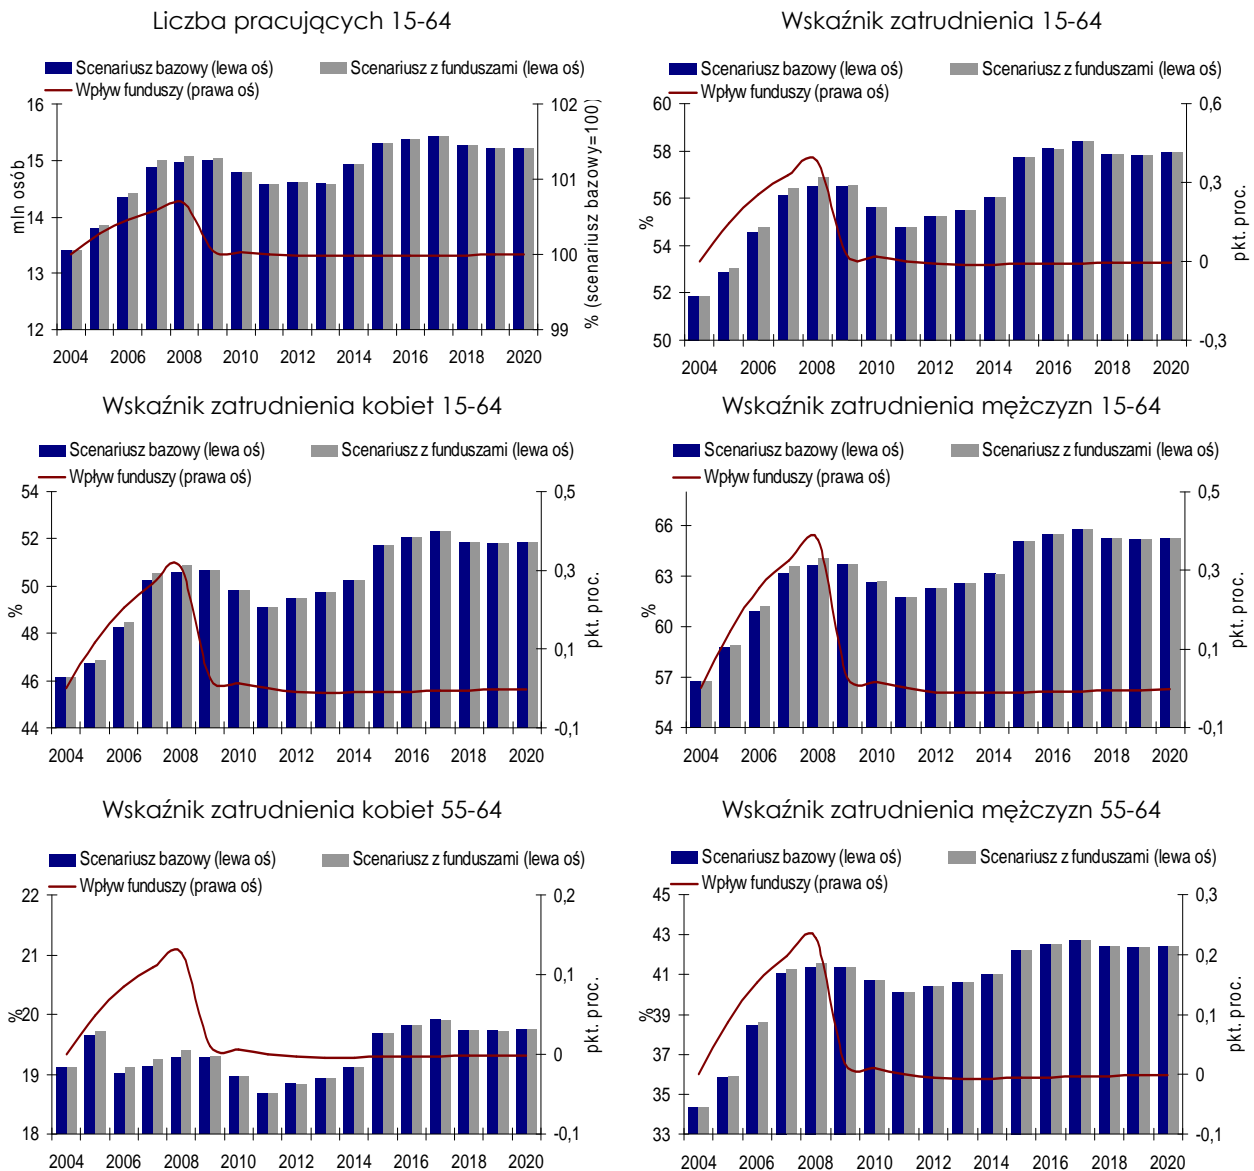 Liczba pracujących 15-64
Scenariusz bazowy (lewa oś)
Scenariusz z funduszami (lewa oś)
Wpływ funduszy (prawa oś)
16
15
14
13
12
mln osób
102
101
100
99
% (scenariusz bazowy=100)
2004 2006 2008 2010 2012 2014 2016 2018 2020
Wskaźnik zatrudnienia 15-64
Scenariusz bazowy (lewa oś)
Scenariusz z funduszami (lewa oś)
Wpływ funduszy (prawa oś)
60
58
56
54
52
50
%
0,6
0,3
0
-0,3
pkt. proc.
2004 2006 2008 2010 2012 2014 2016 2018 2020
Wskaźnik zatrudnienia kobiet 15-64
Scenariusz bazowy (lewa oś)
Scenariusz z funduszami (lewa oś)
Wpływ funduszy (prawa oś)
54
52
50
48
46
44
%
0,5
0,3
0,1
-0,1
pkt. proc.
2004 2006 2008 2010 2012 2014 2016 2018 2020
Wskaźnik zatrudnienia mężczyzn 15-64
Scenariusz bazowy (lewa oś)
Scenariusz z funduszami (lewa oś)
Wpływ funduszy (prawa oś)
66
63
60
57
54
%
0,5
0,3
0,1
-0,1
pkt. proc.
2004 2006 2008 2010 2012 2014 2016 2018 2020
Wskaźnik zatrudnienia kobiet 55-64
Scenariusz bazowy (lewa oś)
Scenariusz z funduszami (lewa oś)
Wpływ funduszy (prawa oś)
22
21
20
19
18
%
0,2
0,1
0
-0,1
pkt. proc.
2004 2006 2008 2010 2012 2014 2016 2018 2020
Wskaźnik zatrudnienia mężczyzn 55-64
Scenariusz bazowy (lewa oś)
Scenariusz z funduszami (lewa oś)
Wpływ funduszy (prawa oś)
45
43
41
39
37
35
33
%
0,3
0,2
0,1
0
-0,1
pkt. proc.
2004 2006 2008 2010 2012 2014 2016 2018 2020